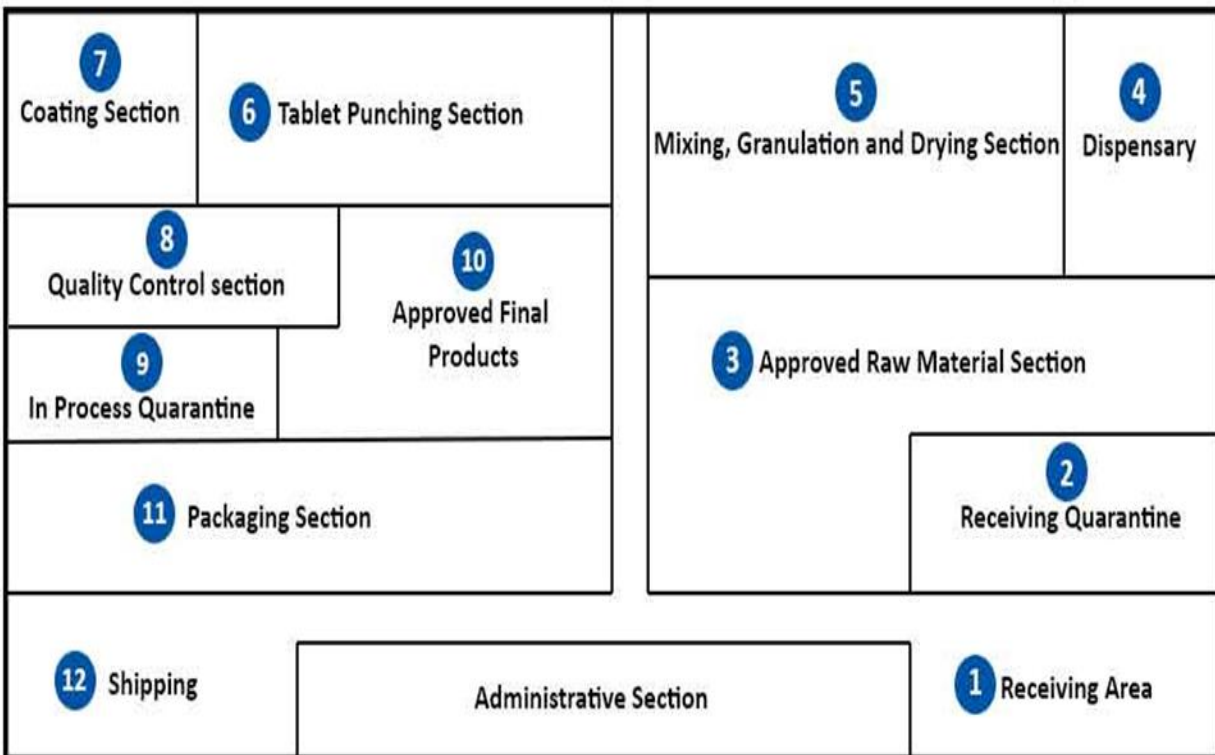 7
Coating Section
6 Tablet Punching Section
5
Mixing, Granulation and Drying Section
4
Dispensary
8
Quality Control section
10
Approved Final
Products
9
In Process Quarantine
3 Approved Raw Material Section
2
Receiving Quarantine
11 Packaging Section
12 Shipping
Administrative Section
1 Receiving Area